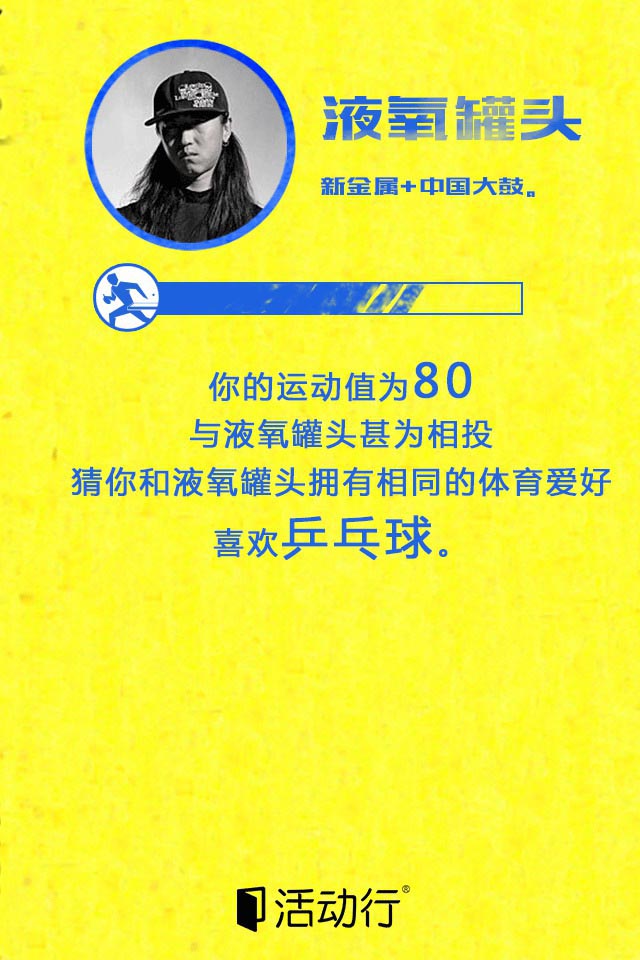 液氧罐头
新金属+中国大鼓。
你的运动值为80
与液氧罐头甚为相投
猜你和液氧罐头拥有相同的体育爱好
喜欢乒乓球。
活动行®